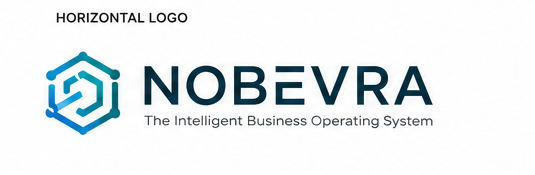 HORIZONTAL LOGO
NOBEVRA
The Intelligent Business Operating System